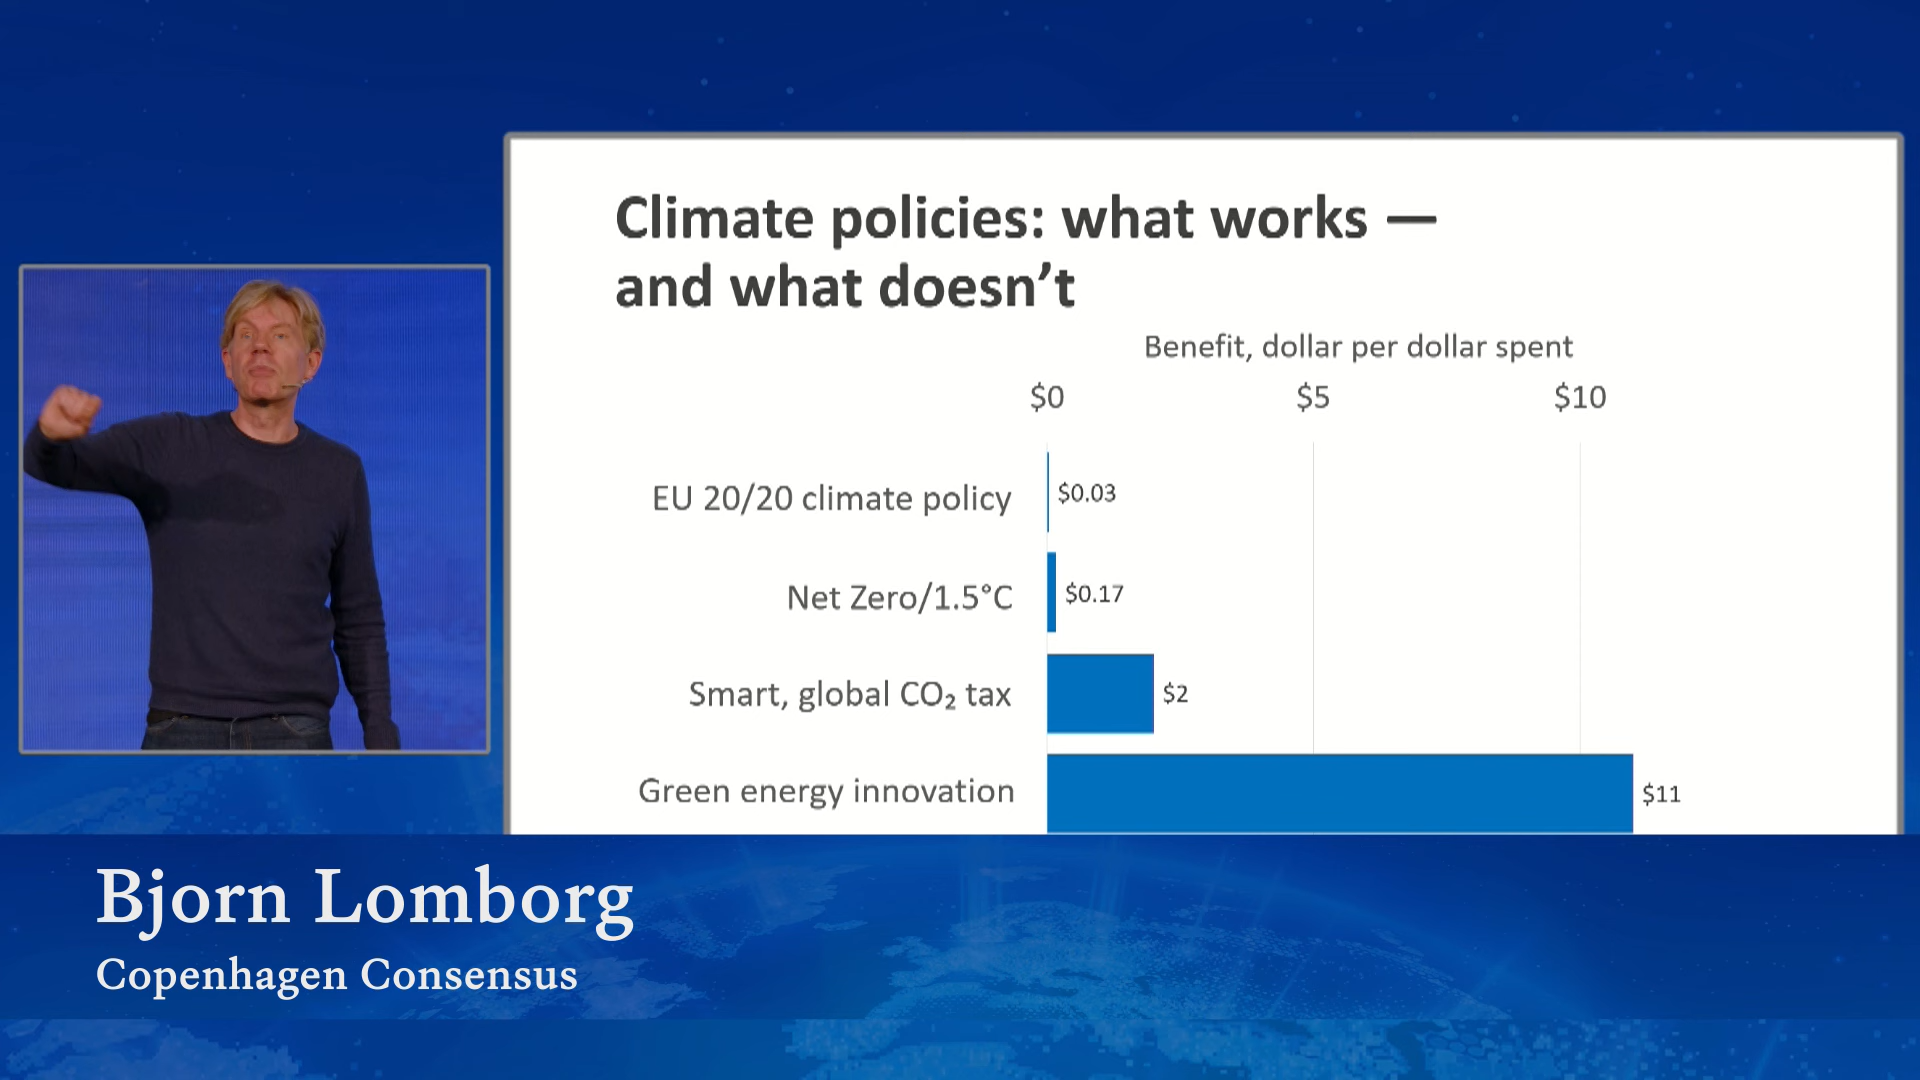 Climate policies: what works —
and what doesn’t
Benefit, dollar per dollar spent
$0 $5 $10
EU 20/20 climate policy $0.03
Net Zero/1.5°C $0.17
Smart, global CO₂ tax $2
Green energy innovation $11
Bjorn Lomborg
Copenhagen Consensus